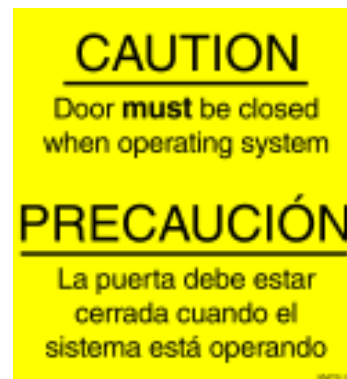 CAUTION
Door must be closed
when operating system
PRECAUCIÓN
La puerta debe estar
cerrada cuando el
sistema está operando